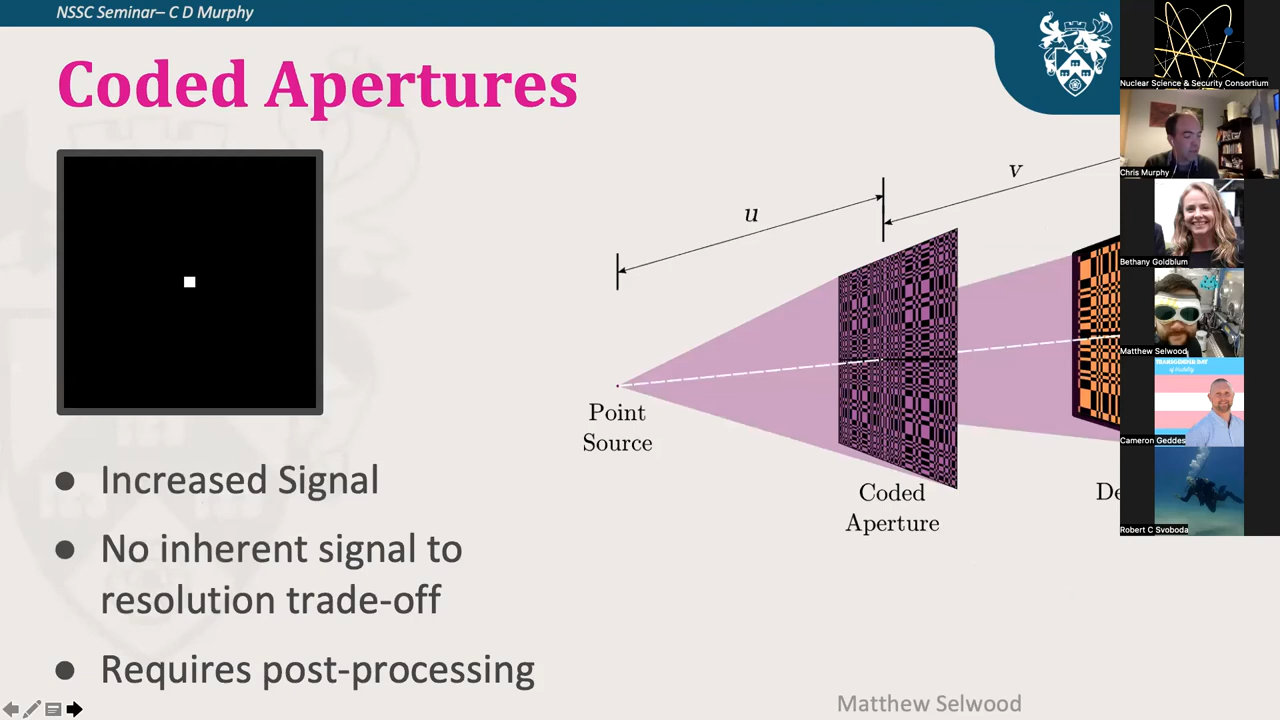 NSSC Seminar– C D Murphy
Coded Apertures
u
v
Point
Source
Coded
Aperture
De
● Increased Signal
● No inherent signal to
resolution trade-off
● Requires post-processing
Matthew Selwood
Nuclear Science & Security Consortium
Chris Murphy
Bethany Goldblum
Matthew Selwood
Cameron Geddes
Robert C Svoboda